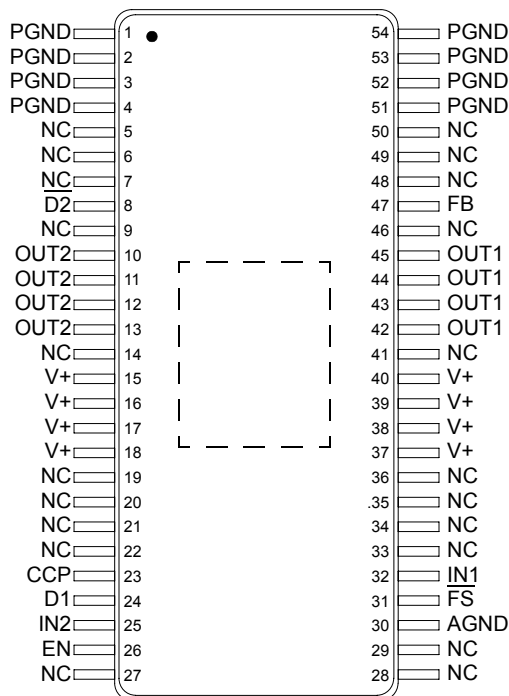 PGND 1 54 PGND
PGND 2 53 PGND
PGND 3 52 PGND
PGND 4 51 PGND
NC 5 50 NC
NC 6 49 NC
NC 7 48 NC
D2 8 47 FB
NC 9 46 NC
OUT2 10 45 OUT1
OUT2 11 44 OUT1
OUT2 12 43 OUT1
OUT2 13 42 OUT1
NC 14 41 NC
V+ 15 40 V+
V+ 16 39 V+
V+ 17 38 V+
V+ 18 37 V+
NC 19 36 NC
NC 20 .35 NC
NC 21 34 NC
NC 22 33 NC
CCP 23 32 IN1
D1 24 31 FS
IN2 25 30 AGND
EN 26 29 NC
NC 27 28 NC